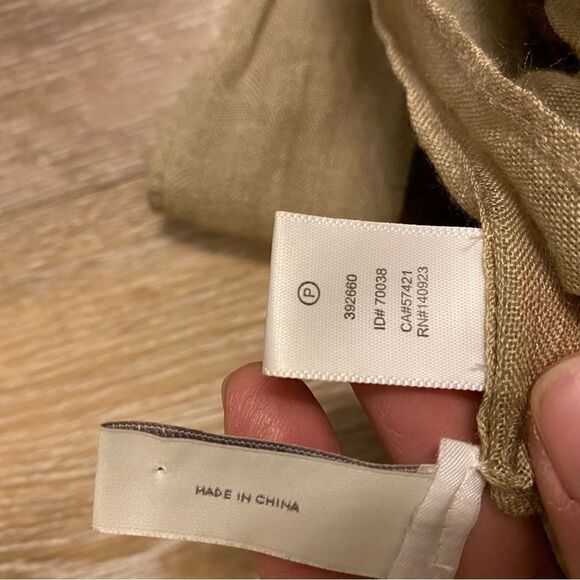 P
392660
ID# 70038
CA#57421
RN#140923
MADE IN CHINA